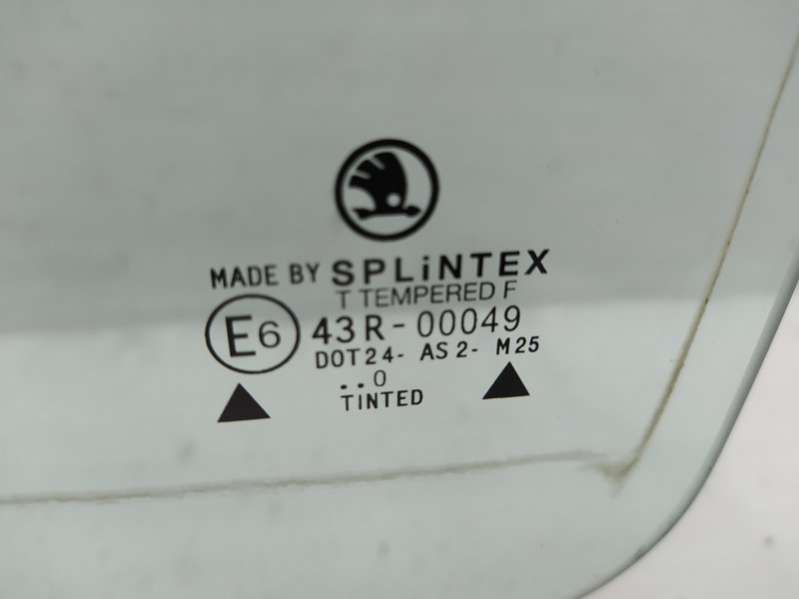 MADE BY SPLiNTEX
T TEMPERED F
E6 43R-00049
DOT24- AS2- M25
..0
TINTED